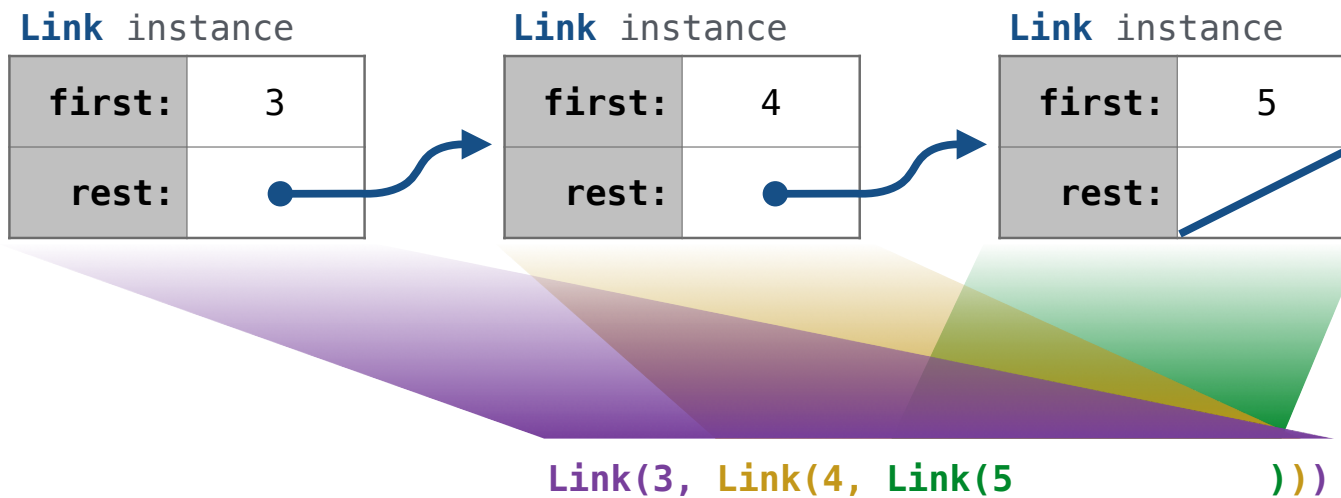 Link instance Link instance Link instance
first: 3 first: 4 first: 5
rest: rest: rest:
Link(3, Link(4, Link(5 )))